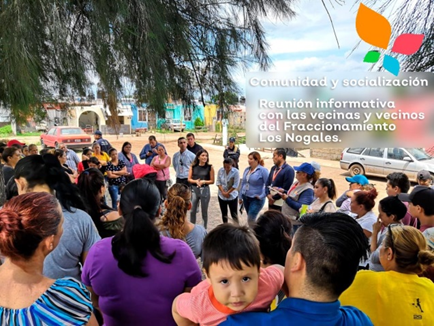 Comunidad y socialización
Reunión informativa
con las vecinas y vecinos
del Fraccionamiento
Los Nogales.